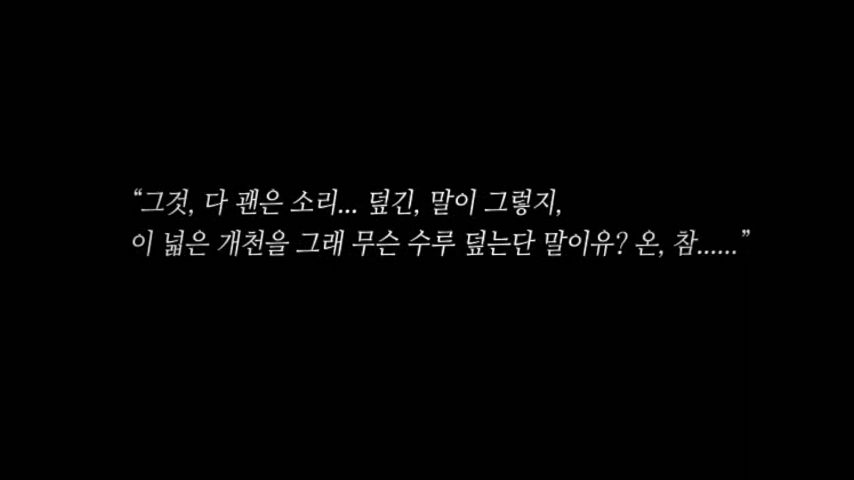 “그것, 다 괜은 소리... 덮긴, 말이 그렇지,
이 넓은 개천을 그래 무슨 수루 덮는단 말이유? 온, 참......”